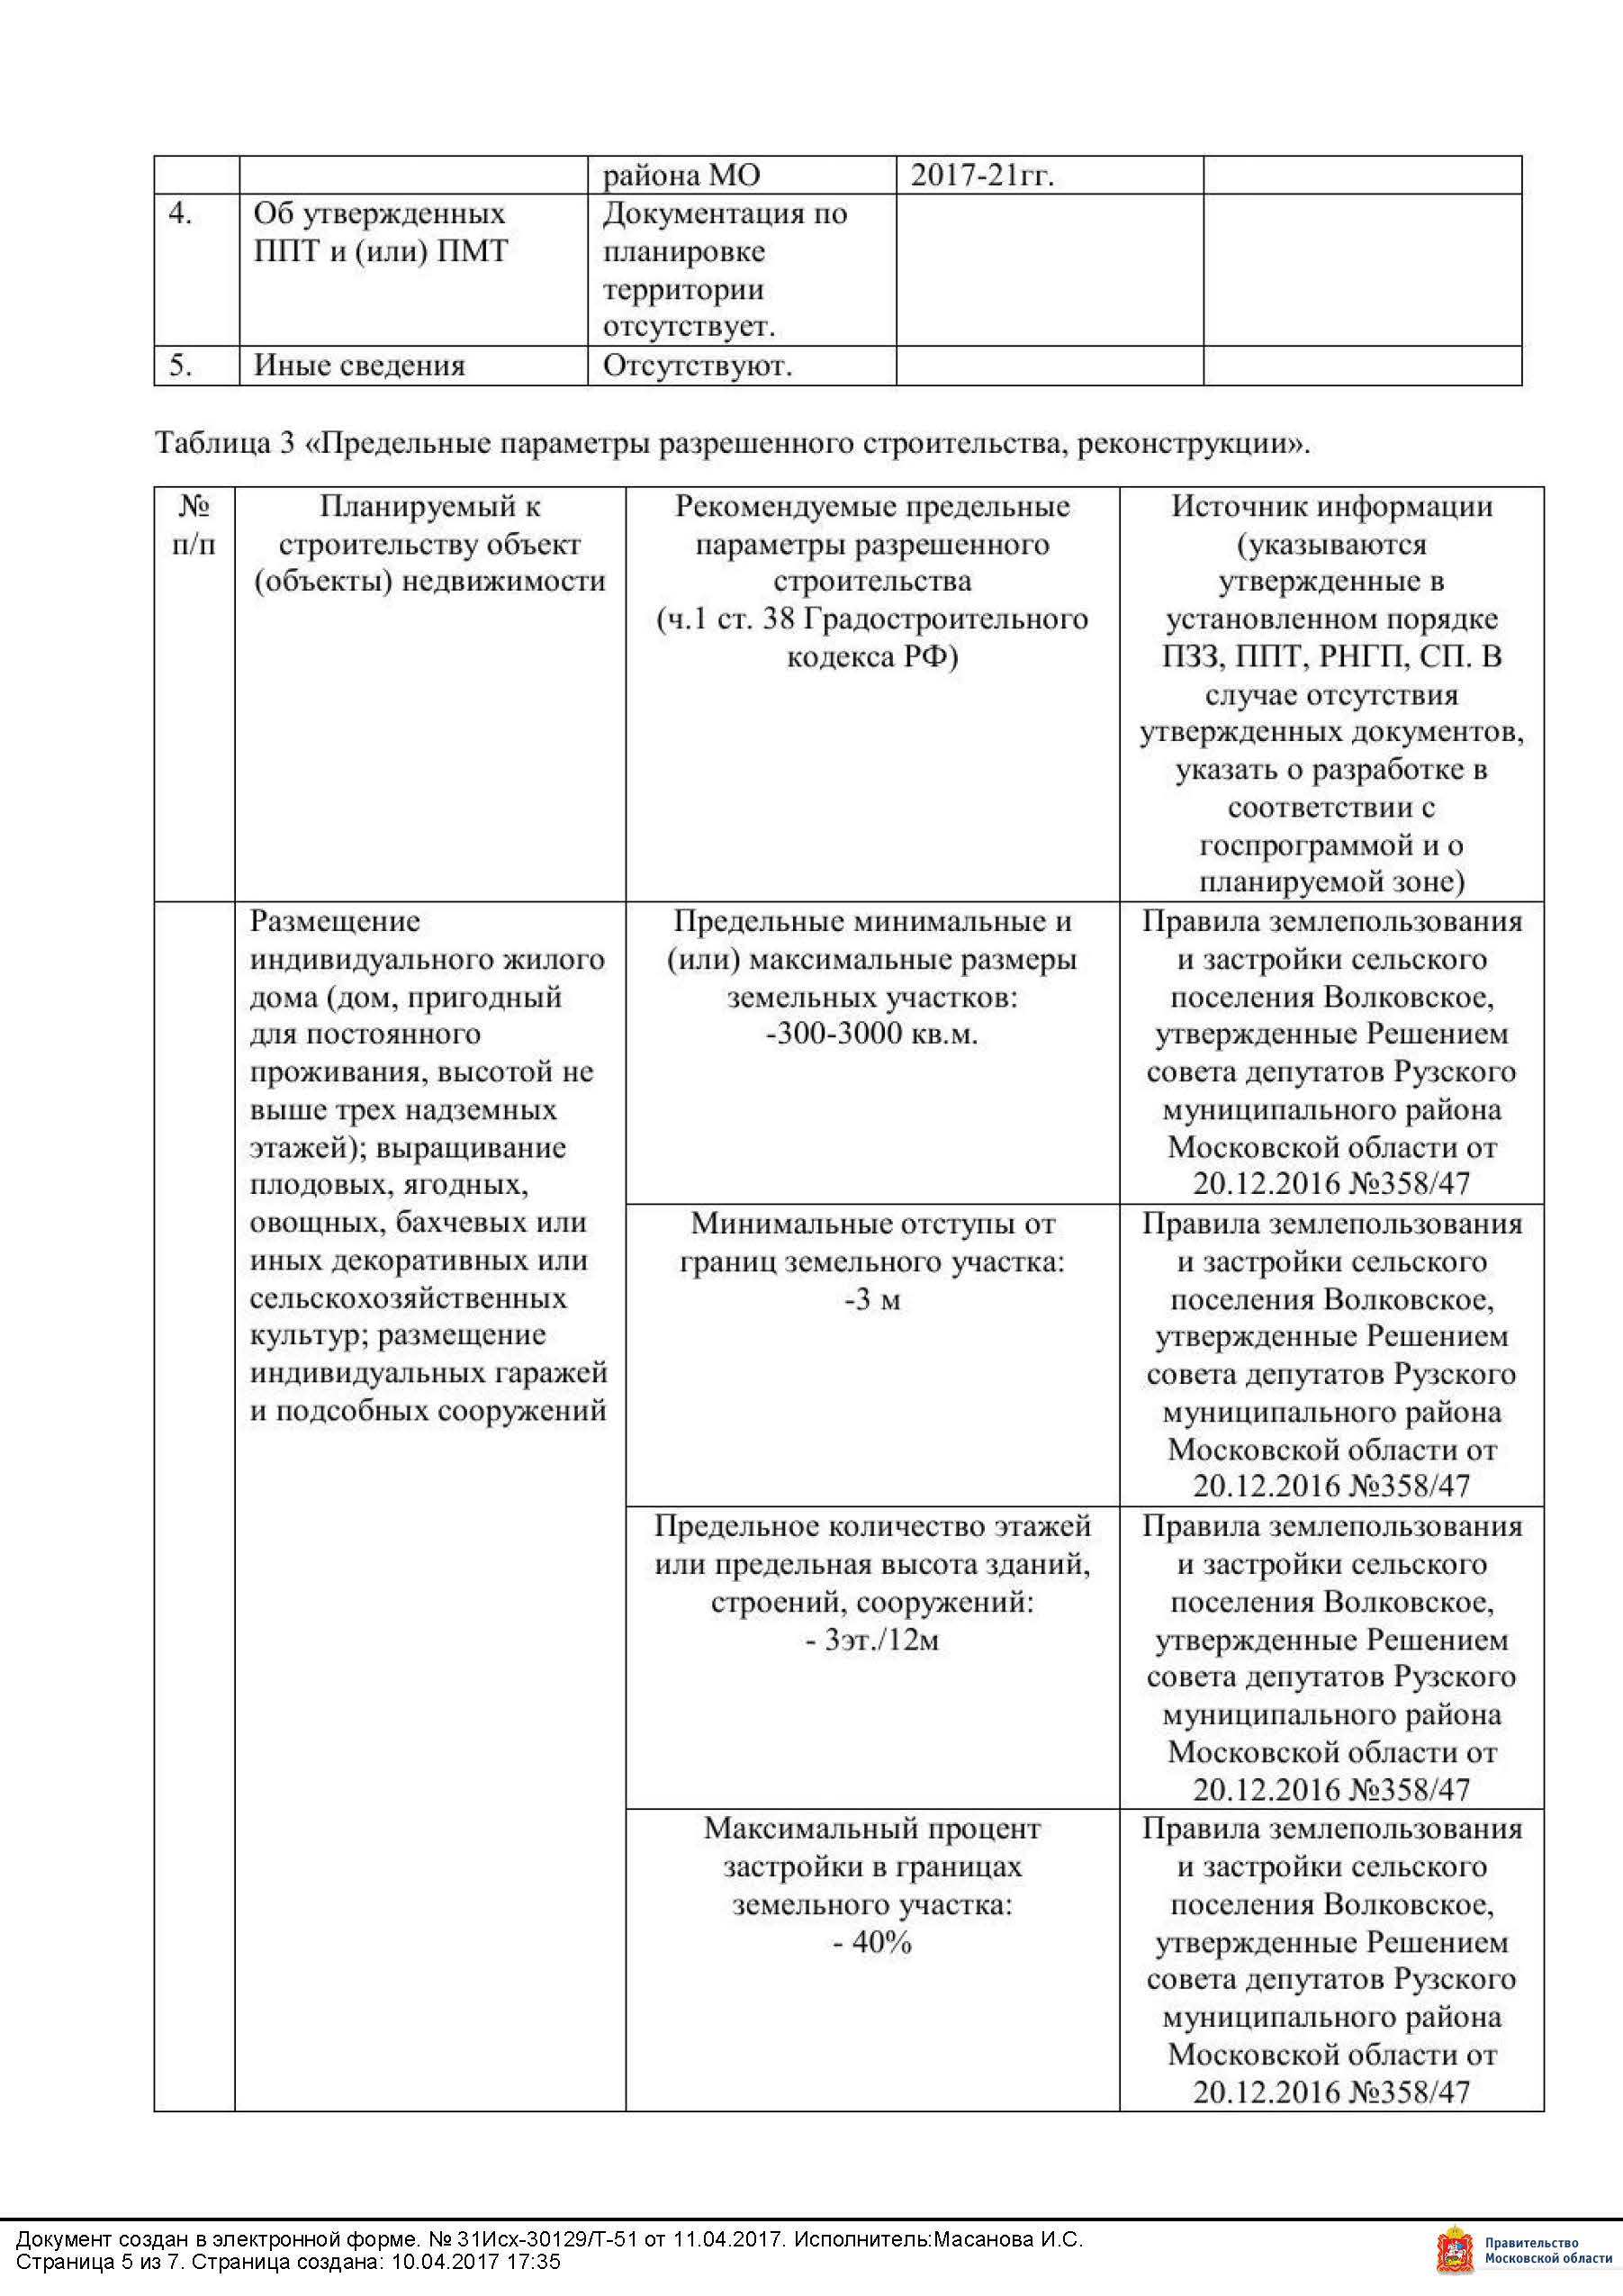 района МО 2017-21гг.
4. Об утвержденных ППТ и (или) ПМТ
Документация по
планировке
территории
отсутствует.
5. Иные сведения Отсутствуют.
Таблица 3 «Предельные параметры разрешенного строительства, реконструкции».
№
п/п
Планируемый к
строительству объект
(объекты) недвижимости
Рекомендуемые предельные
параметры разрешенного
строительства
(ч.1 ст. 38 Градостроительного
кодекса РФ)
Источник информации
(указываются
утвержденные в
установленном порядке
ПЗЗ, ППТ, РНГП, СП. В
случае отсутствия
утвержденных документов,
указать о разработке в
соответствии с
госпрограммой и о
планируемой зоне)
Размещение
индивидуального жилого
дома (дом, пригодный
для постоянного
проживания, высотой не
выше трех надземных
этажей); выращивание
плодовых, ягодных,
овощных, бахчевых или
иных декоративных или
сельскохозяйственных
культур; размещение
индивидуальных гаражей
и подсобных сооружений
Предельные минимальные и
(или) максимальные размеры
земельных участков:
-300-3000 кв.м.
Правила землепользования
и застройки сельского
поселения Волковское,
утвержденные Решением
совета депутатов Рузского
муниципального района
Московской области от
20.12.2016 №358/47
Минимальные отступы от
границ земельного участка:
-3 м
Правила землепользования
и застройки сельского
поселения Волковское,
утвержденные Решением
совета депутатов Рузского
муниципального района
Московской области от
20.12.2016 №358/47
Предельное количество этажей
или предельная высота зданий,
строений, сооружений:
- 3эт./12м
Правила землепользования
и застройки сельского
поселения Волковское,
утвержденные Решением
совета депутатов Рузского
муниципального района
Московской области от
20.12.2016 №358/47
Максимальный процент
застройки в границах
земельного участка:
- 40%
Правила землепользования
и застройки сельского
поселения Волковское,
утвержденные Решением
совета депутатов Рузского
муниципального района
Московской области от
20.12.2016 №358/47
Документ создан в электронной форме. № 31Исх-30129/Т-51 от 11.04.2017. Исполнитель:Масанова И.С.
Страница 5 из 7. Страница создана: 10.04.2017 17:35
Правительство
Московской области